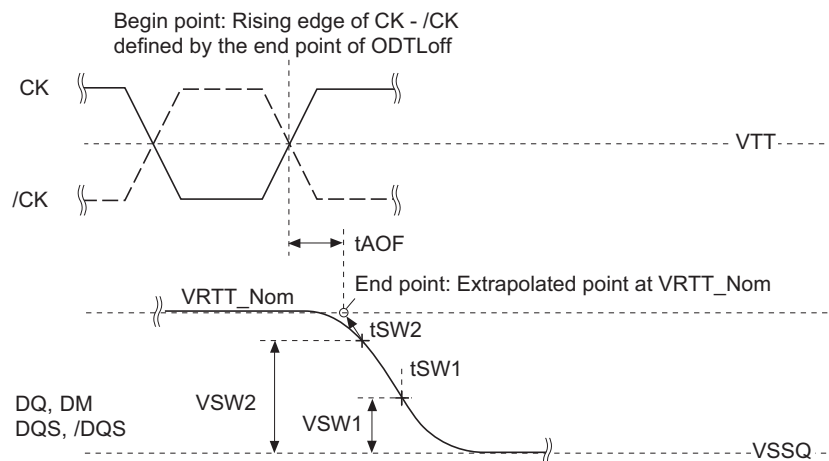 Begin point: Rising edge of CK - /CK
defined by the end point of ODTLoff
CK
VTT
/CK
tAOF
End point: Extrapolated point at VRTT_Nom
VRTT_Nom
tSW2
tSW1
VSW2
VSW1
DQ, DM
DQS, /DQS
VSSQ